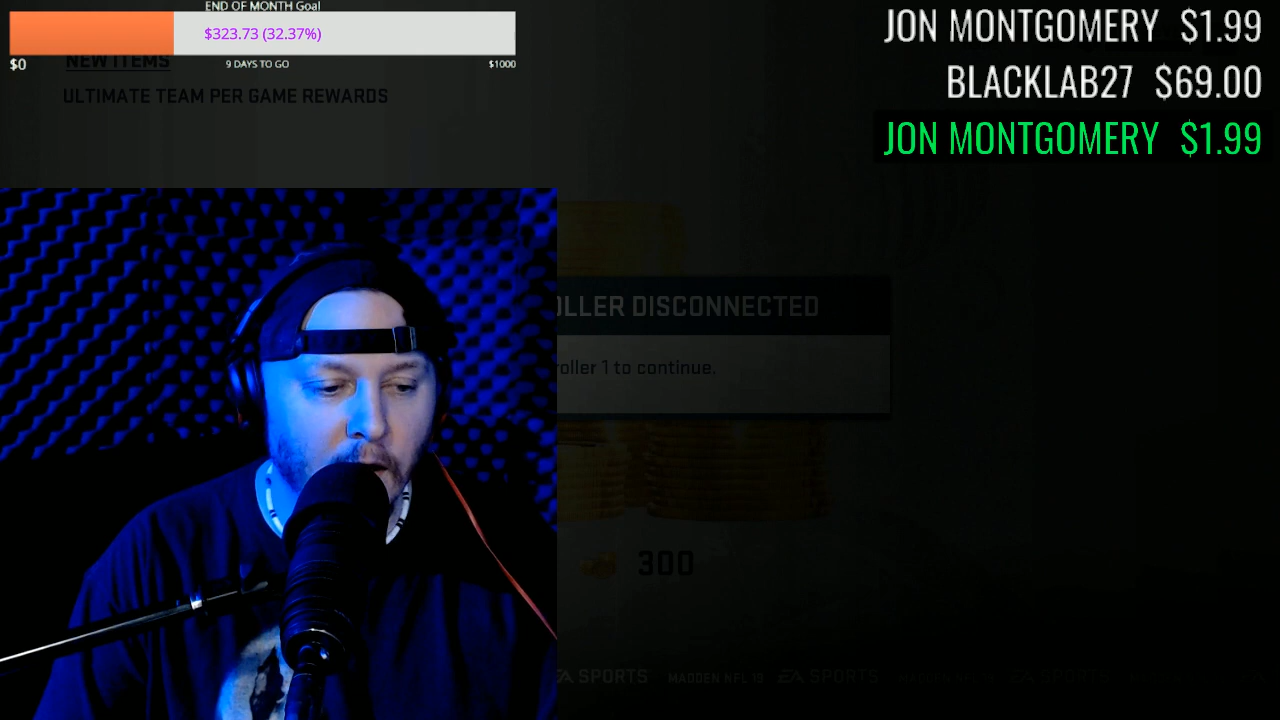 END OF MONTH Goal
$323.73 (32.37%)
$0
9 DAYS TO GO
$1000
NEW ITEMS
ULTIMATE TEAM PER GAME REWARDS
JON MONTGOMERY $1.99
BLACKLAB27 $69.00
JON MONTGOMERY $1.99
OLLER DISCONNECTED
roller 1 to continue.
300
EA SPORTS MADDEN NFL 19 EA SPORTS